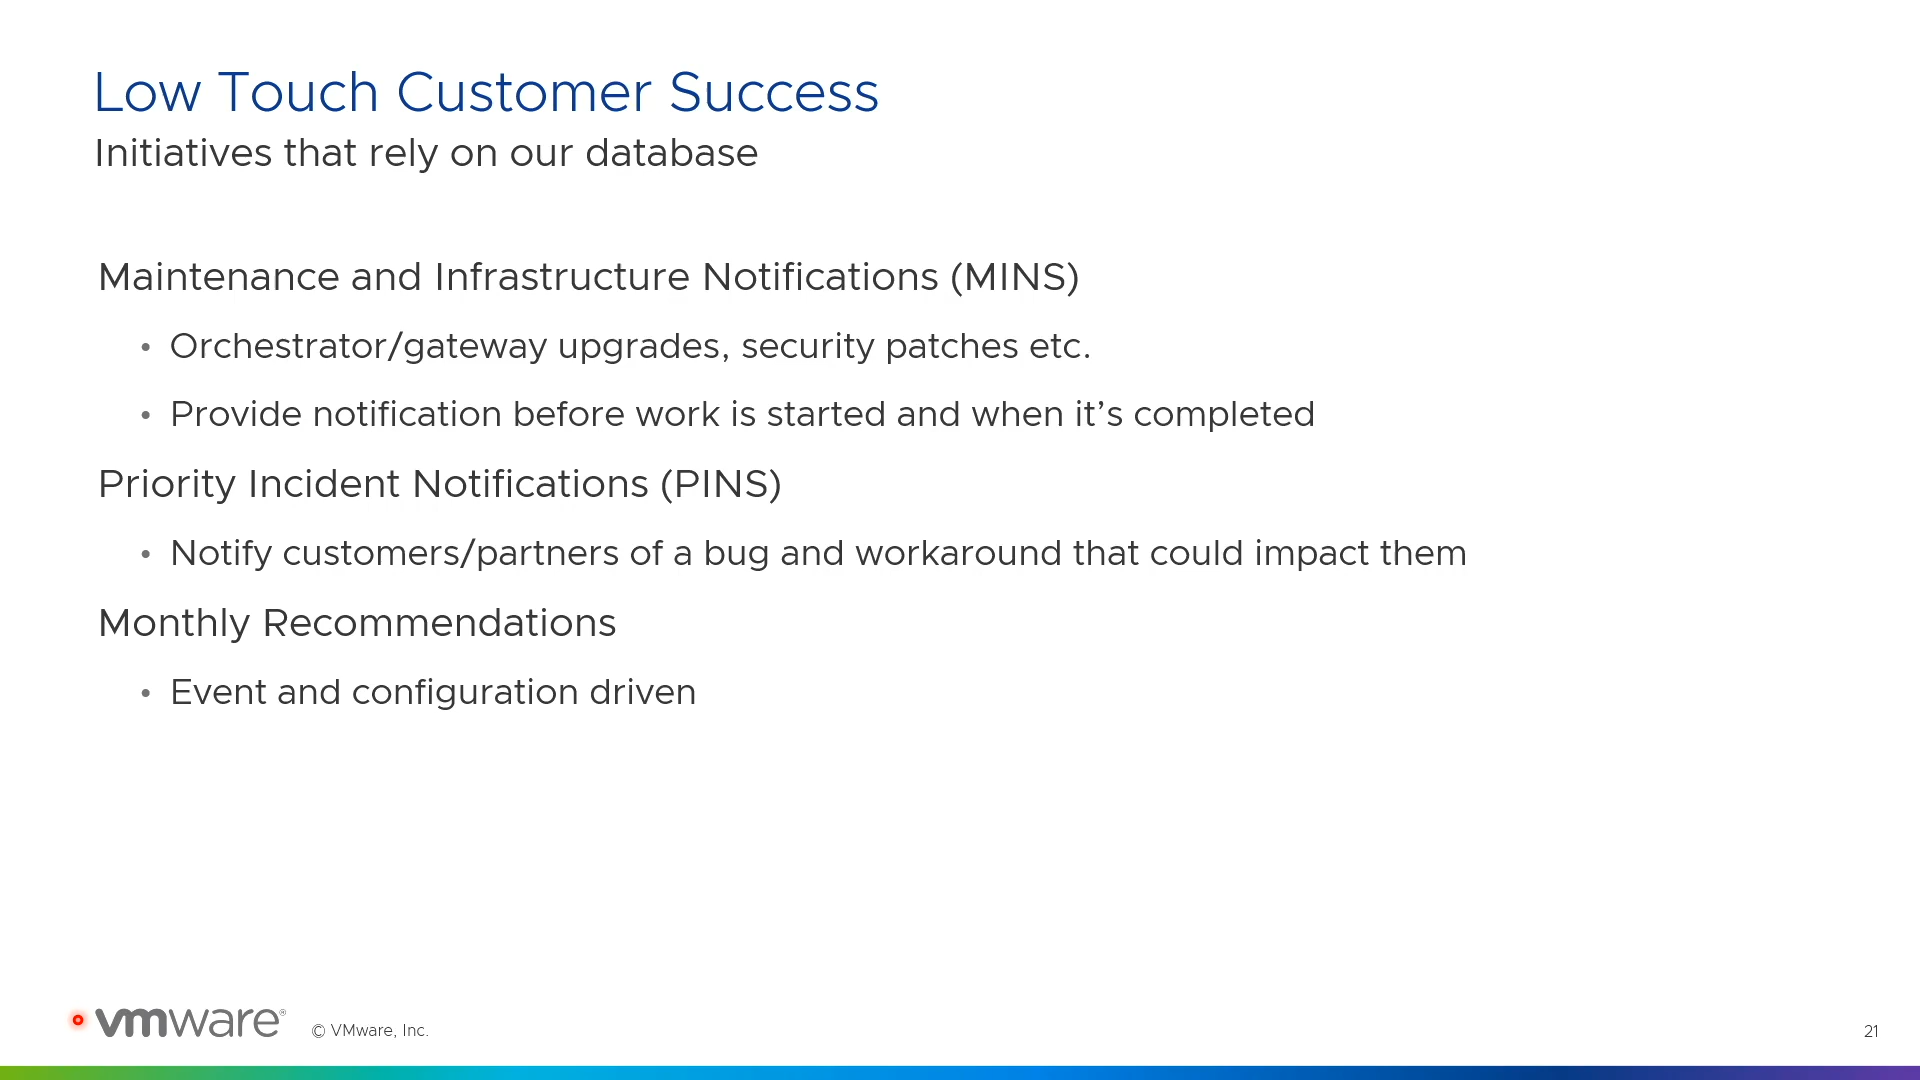 Low Touch Customer Success
Initiatives that rely on our database
Maintenance and Infrastructure Notifications (MINS)
• Orchestrator/gateway upgrades, security patches etc.
• Provide notification before work is started and when it’s completed
Priority Incident Notifications (PINS)
• Notify customers/partners of a bug and workaround that could impact them
Monthly Recommendations
• Event and configuration driven
vmware® © VMware, Inc. 21